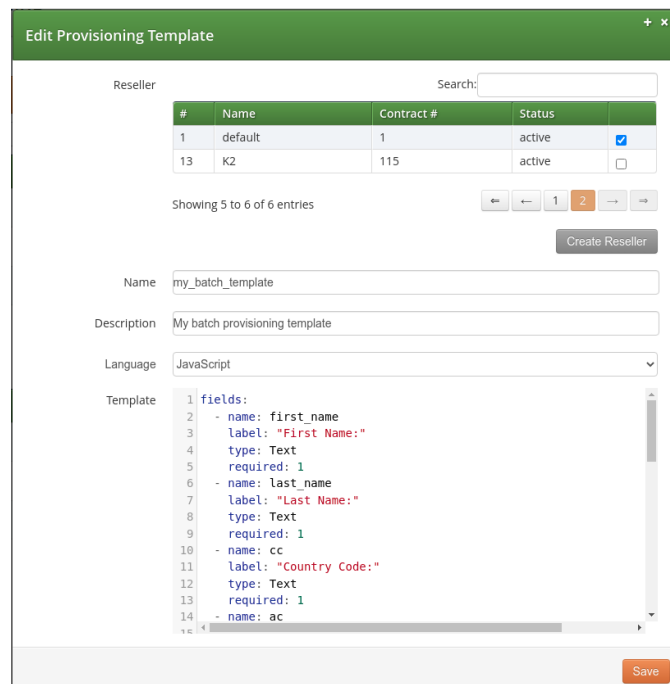 Edit Provisioning Template
+ ×
Reseller
Search:
# Name Contract # Status
1 default 1 active
13 K2 115 active
Showing 5 to 6 of 6 entries
⇐ ← 1 2 → ⇒
Create Reseller
Name my_batch_template
Description My batch provisioning template
Language JavaScript
Template
1 fields:
2 - name: first_name
3 label: "First Name:"
4 type: Text
5 required: 1
6 - name: last_name
7 label: "Last Name:"
8 type: Text
9 required: 1
10 - name: cc
11 label: "Country Code:"
12 type: Text
13 required: 1
14 - name: ac
15
Save